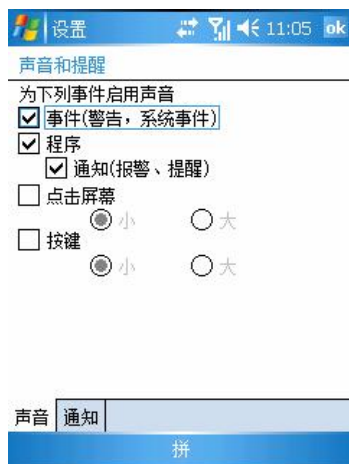 设置 11:05 ok
声音和提醒
为下列事件启用声音
事件(警告，系统事件)
程序
通知(报警、提醒)
点击屏幕
小 大
按键
小 大
声音 通知
拼